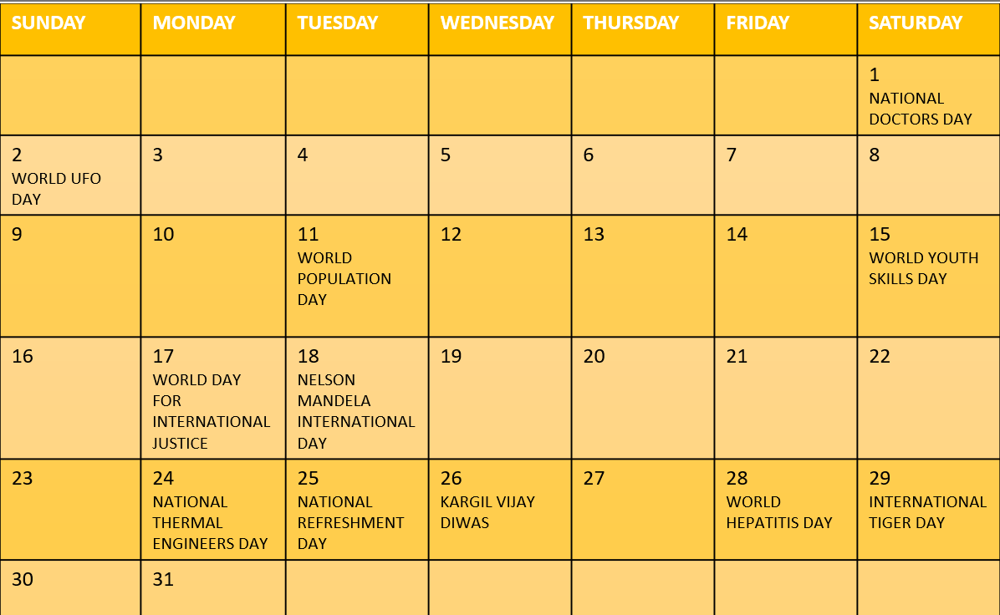 SUNDAY MONDAY TUESDAY WEDNESDAY THURSDAY FRIDAY SATURDAY
1
NATIONAL
DOCTORS DAY
2
WORLD UFO
DAY
3
4
5
6
7
8
9
10
11
WORLD
POPULATION
DAY
12
13
14
15
WORLD YOUTH
SKILLS DAY
16
17
WORLD DAY
FOR
INTERNATIONAL
JUSTICE
18
NELSON
MANDELA
INTERNATIONAL
DAY
19
20
21
22
23
24
NATIONAL
THERMAL
ENGINEERS DAY
25
NATIONAL
REFRESHMENT
DAY
26
KARGIL VIJAY
DIWAS
27
28
WORLD
HEPATITIS DAY
29
INTERNATIONAL
TIGER DAY
30
31